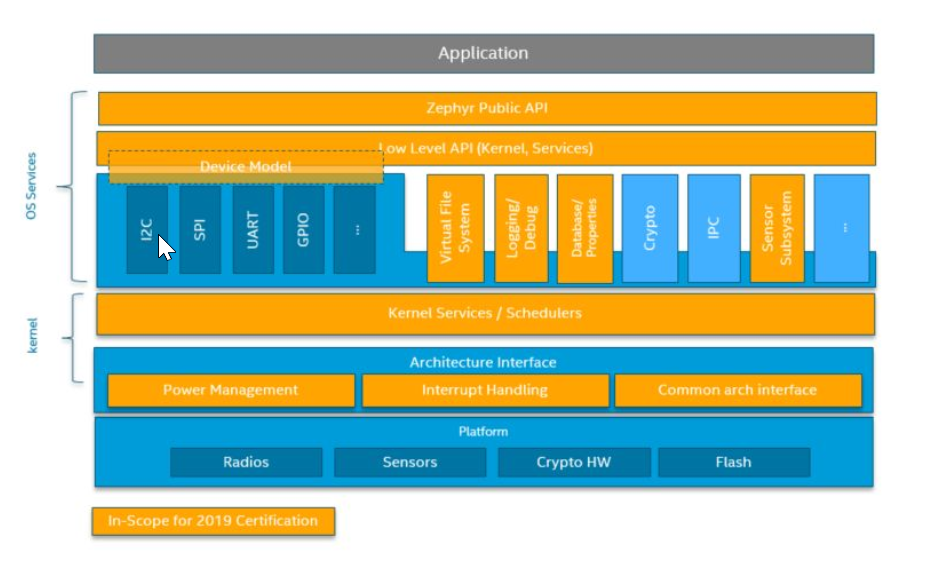 Application
Zephyr Public API
Low Level API (Kernel, Services)
Device Model
OS Services
I2C
SPI
UART
GPIO
...
Virtual File
System
Logging/
Debug
Database/
Properties
Crypto
IPC
Sensor
Subsystem
...
kernel
Kernel Services / Schedulers
Architecture Interface
Power Management
Interrupt Handling
Common arch interface
Platform
Radios
Sensors
Crypto HW
Flash
In-Scope for 2019 Certification